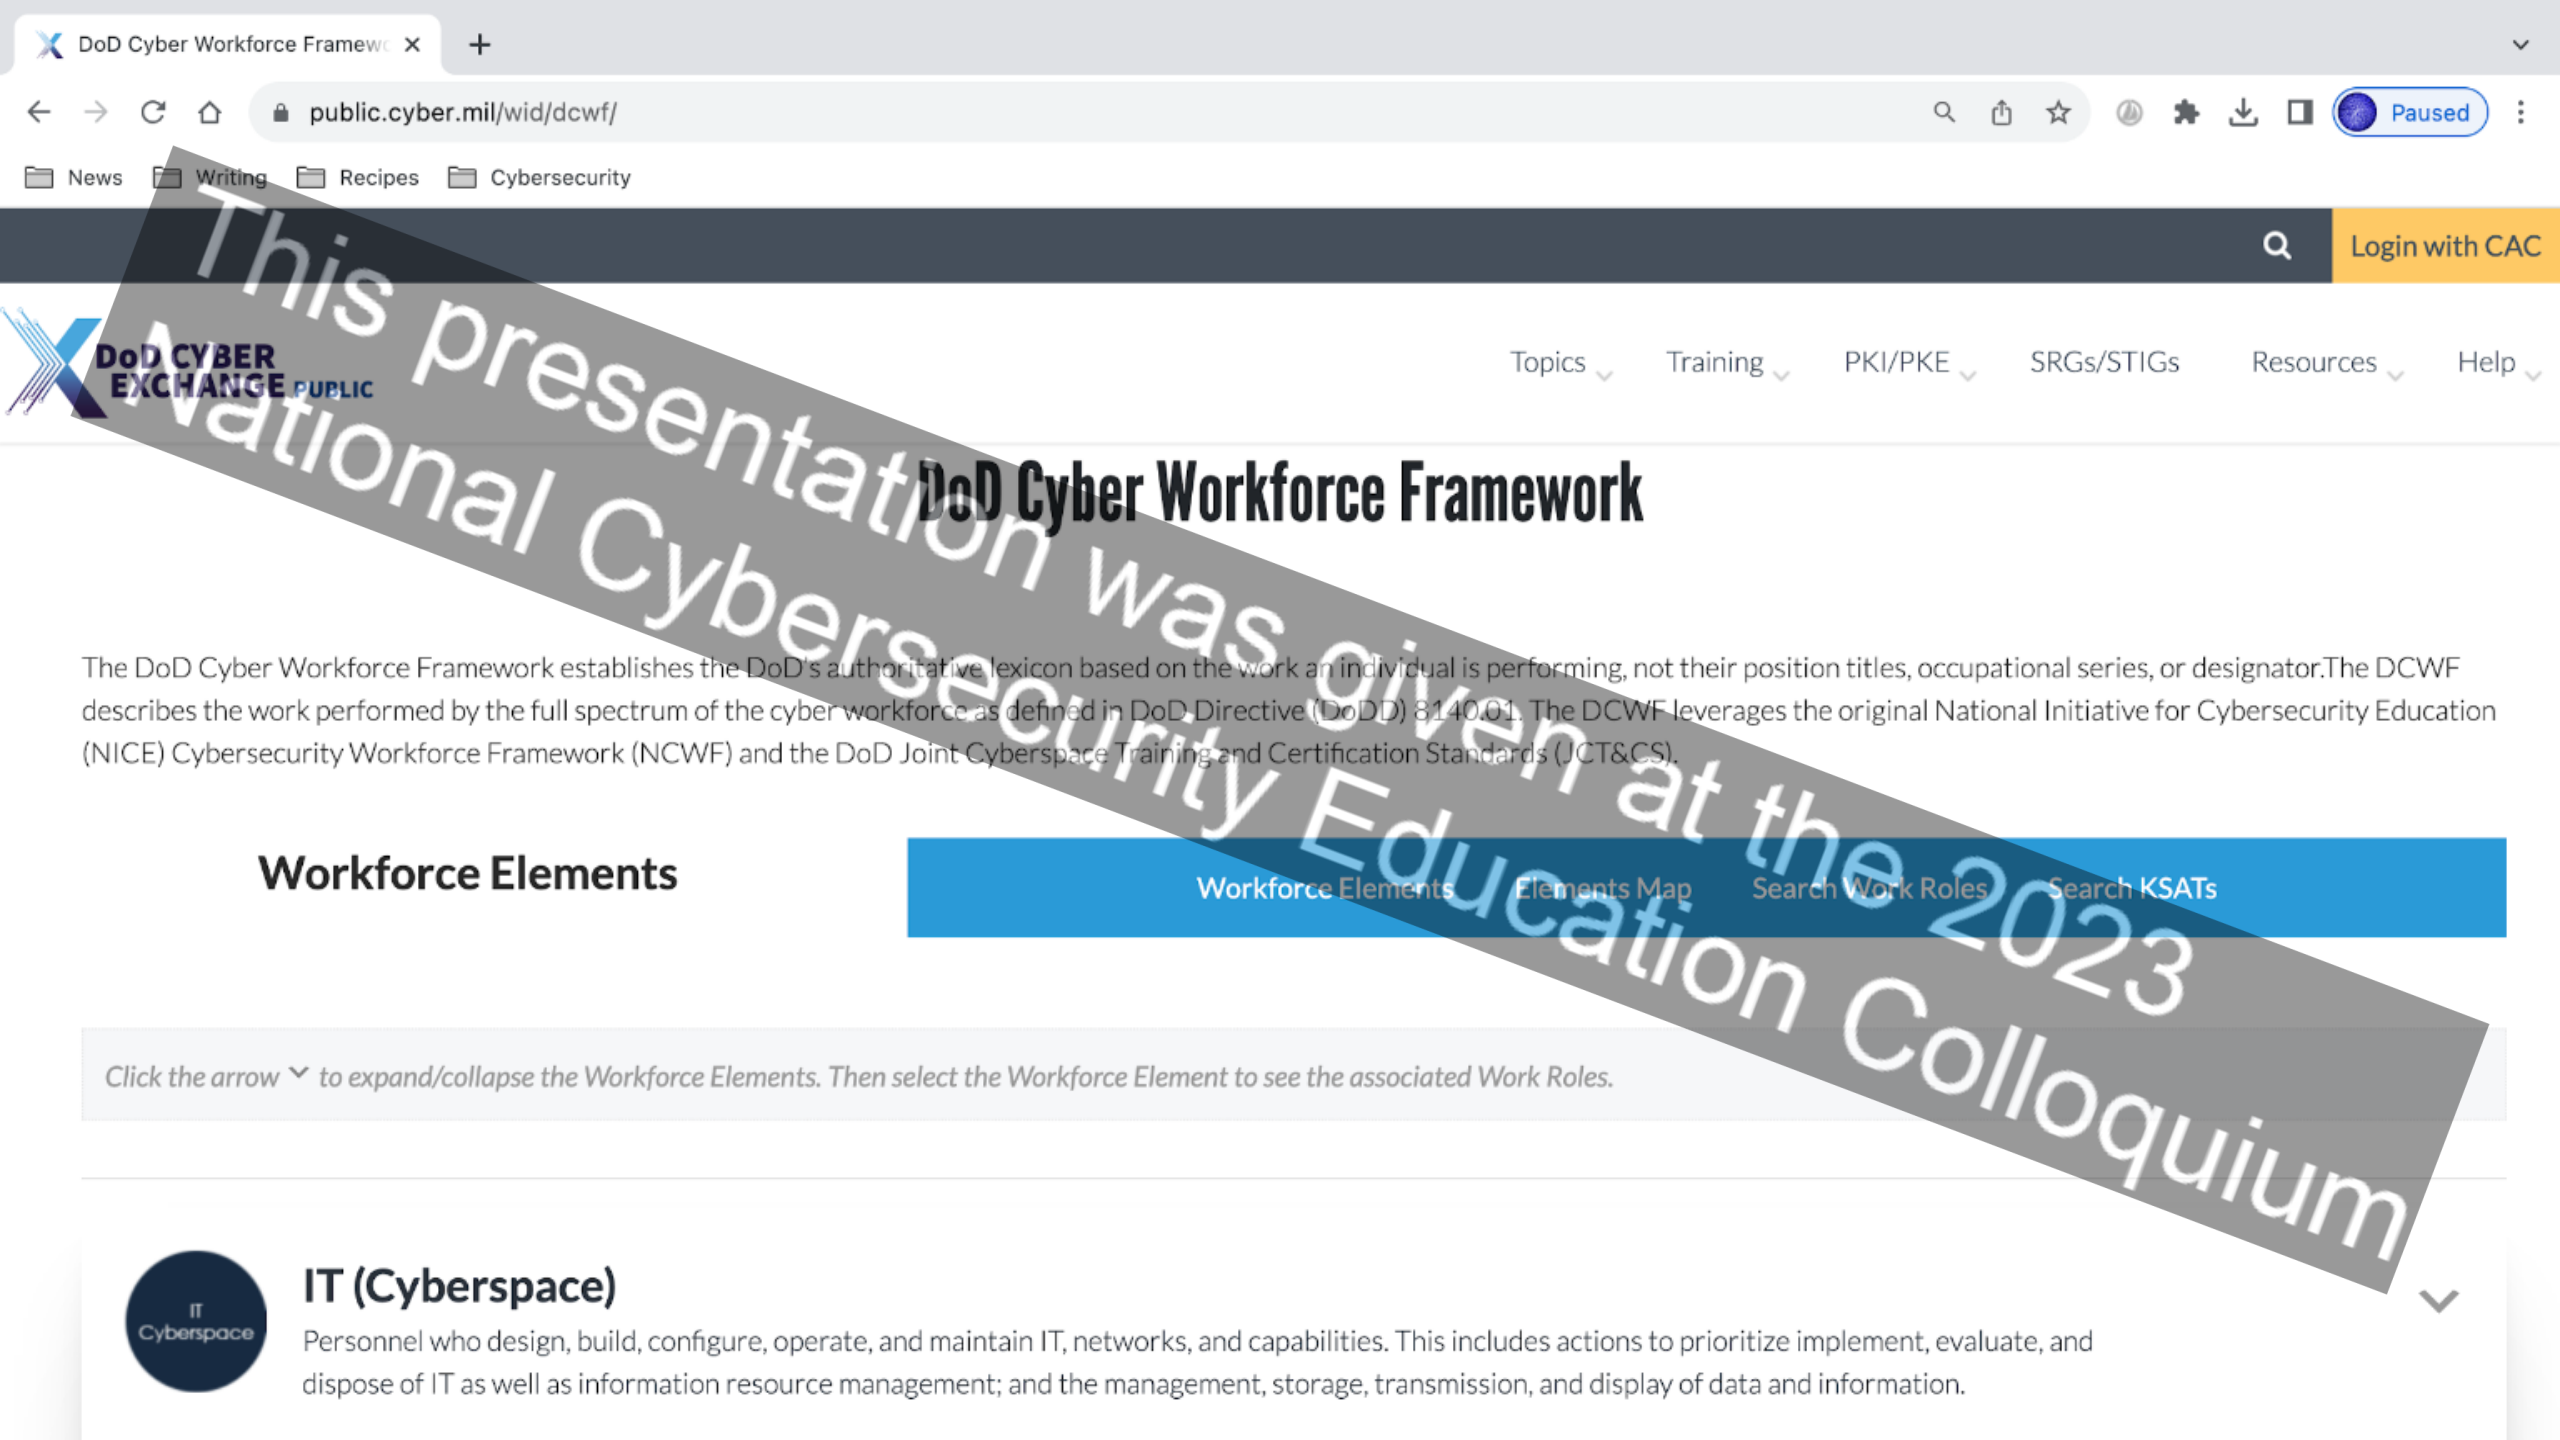 DoD Cyber Workforce Framewo
public.cyber.mil/wid/dcwf/
Paused
News Writing Recipes Cybersecurity
Login with CAC
DoD CYBER
EXCHANGE PUBLIC
Topics Training PKI/PKE SRGs/STIGs Resources Help
This presentation was given at the 2023
National Cybersecurity Education Colloquium
DoD Cyber Workforce Framework
The DoD Cyber Workforce Framework establishes the DoD's authoritative lexicon based on the work an individual is performing, not their position titles, occupational series, or designator.The DCWF
describes the work performed by the full spectrum of the cyber workforce as defined in DoD Directive (DoDD) 8140.01. The DCWF leverages the original National Initiative for Cybersecurity Education
(NICE) Cybersecurity Workforce Framework (NCWF) and the DoD Joint Cyberspace Training and Certification Standards (JCT&CS).
Workforce Elements
Workforce Elements Elements Map Search Work Roles Search KSATs
Click the arrow to expand/collapse the Workforce Elements. Then select the Workforce Element to see the associated Work Roles.
IT
Cyberspace
IT (Cyberspace)
Personnel who design, build, configure, operate, and maintain IT, networks, and capabilities. This includes actions to prioritize implement, evaluate, and
dispose of IT as well as information resource management; and the management, storage, transmission, and display of data and information.